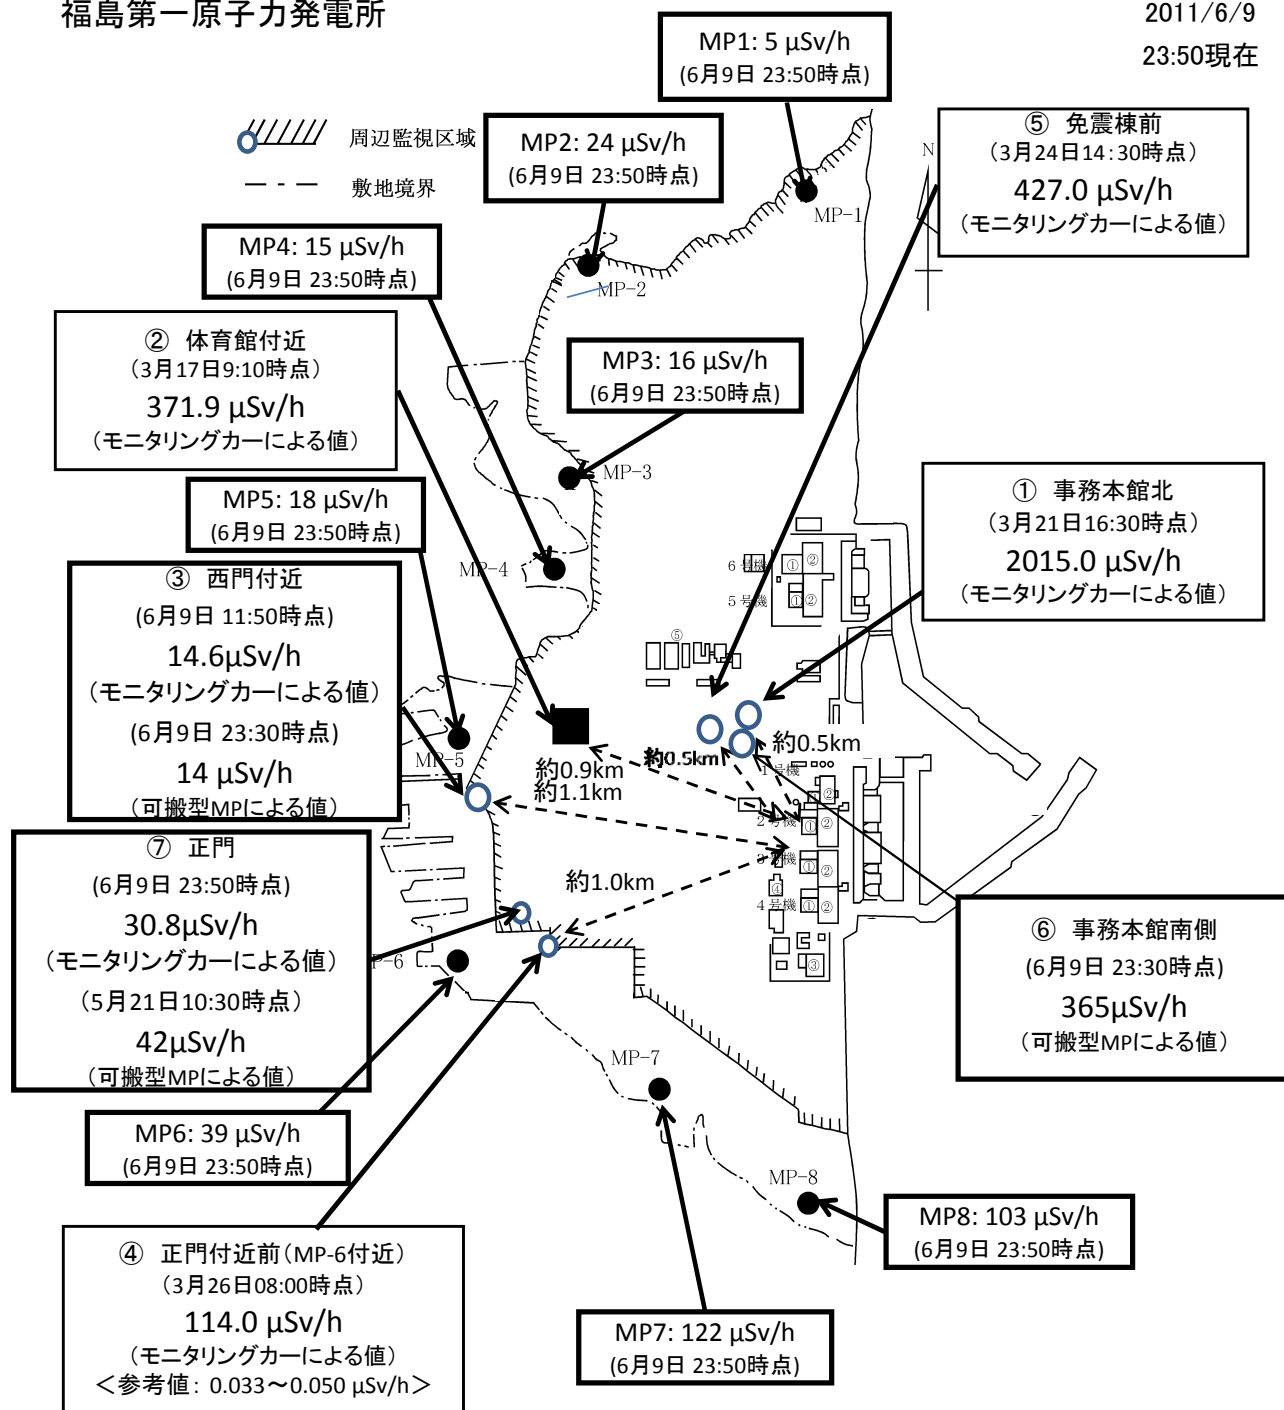 福島第一原子力発電所
2011/6/9
23:50現在
MP1: 5 μSv/h
(6月9日 23:50時点)
周辺監視区域
敷地境界
MP2: 24 μSv/h
(6月9日 23:50時点)
⑤ 免震棟前
(3月24日14:30時点)
427.0 μSv/h
(モニタリングカーによる値)
N
MP-1
MP4: 15 μSv/h
(6月9日 23:50時点)
MP-2
② 体育館付近
(3月17日9:10時点)
371.9 μSv/h
(モニタリングカーによる値)
MP3: 16 μSv/h
(6月9日 23:50時点)
MP-3
MP5: 18 μSv/h
(6月9日 23:50時点)
① 事務本館北
(3月21日16:30時点)
2015.0 μSv/h
(モニタリングカーによる値)
MP-4
6号機
① ②
5号機
① ②
⑤
③ 西門付近
(6月9日 11:50時点)
14.6μSv/h
(モニタリングカーによる値)
(6月9日 23:30時点)
14 μSv/h
(可搬型MPによる値)
MP-5
約0.9km
約1.1km
約0.5km
約0.5km
1号機
① ②
2号機
① ②
3号機
① ②
④
4号機
① ②
③
約1.0km
⑦ 正門
(6月9日 23:50時点)
30.8μSv/h
(モニタリングカーによる値)
(5月21日10:30時点)
42μSv/h
(可搬型MPによる値)
P-6
⑥ 事務本館南側
(6月9日 23:30時点)
365μSv/h
(可搬型MPによる値)
MP-7
MP6: 39 μSv/h
(6月9日 23:50時点)
MP-8
MP8: 103 μSv/h
(6月9日 23:50時点)
④ 正門付近前(MP-6付近)
(3月26日08:00時点)
114.0 μSv/h
(モニタリングカーによる値)
<参考値: 0.033~0.050 μSv/h>
MP7: 122 μSv/h
(6月9日 23:50時点)